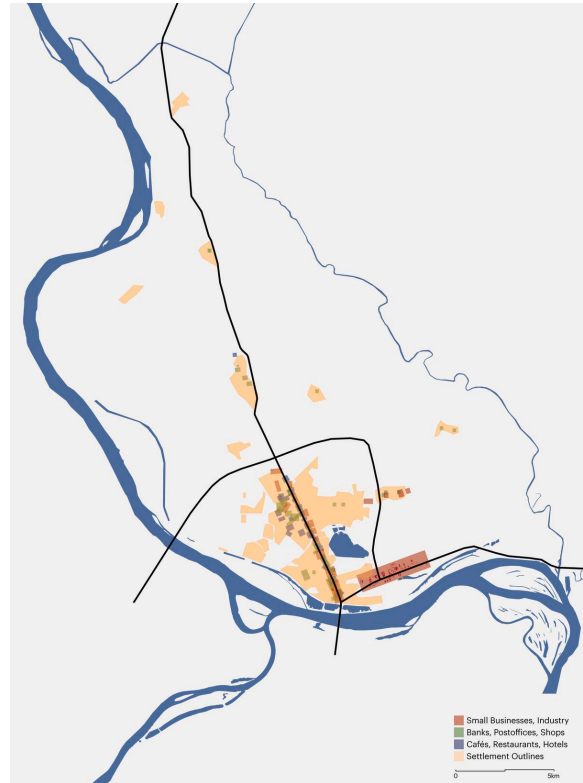 Small Businesses, Industry
Banks, Postoffices, Shops
Cafés, Restaurants, Hotels
Settlement Outlines
0 5km